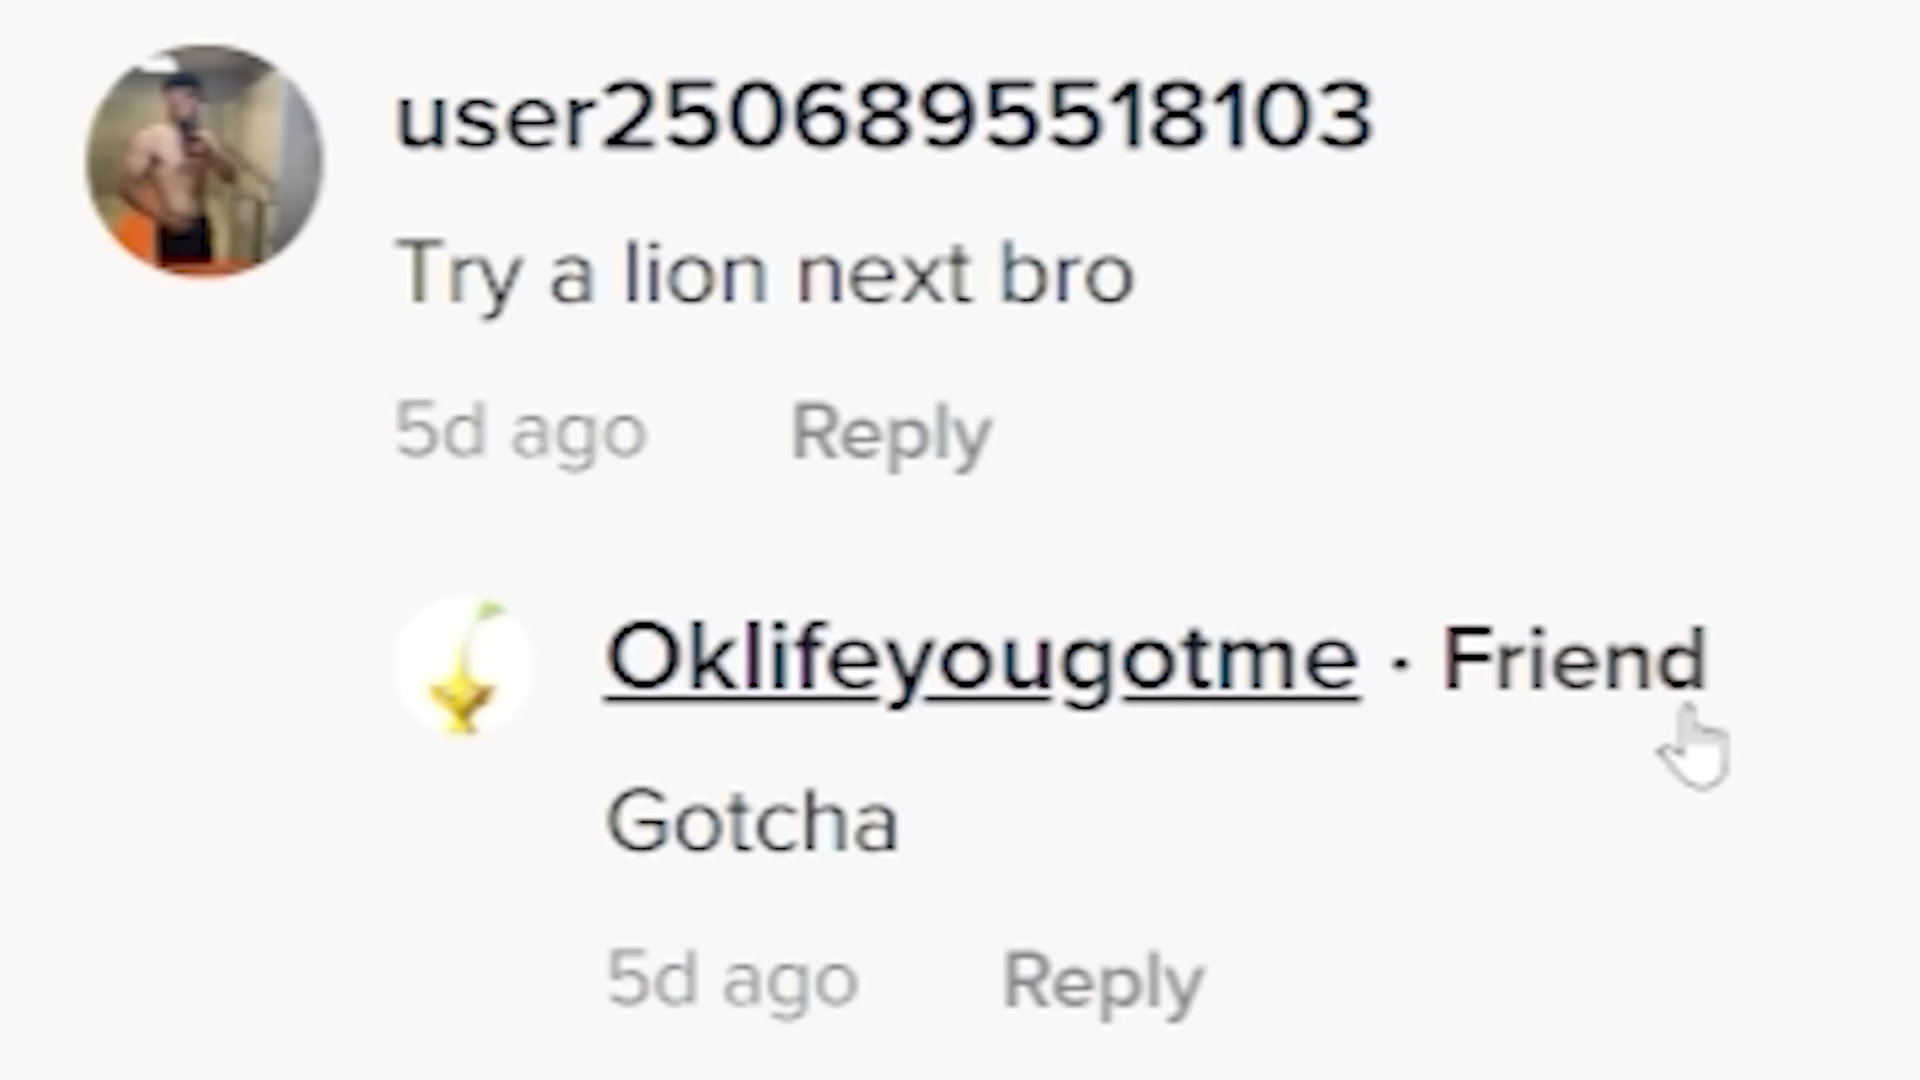 user2506895518103
Try a lion next bro
5d ago Reply
Oklifeyougotme · Friend
Gotcha
5d ago Reply